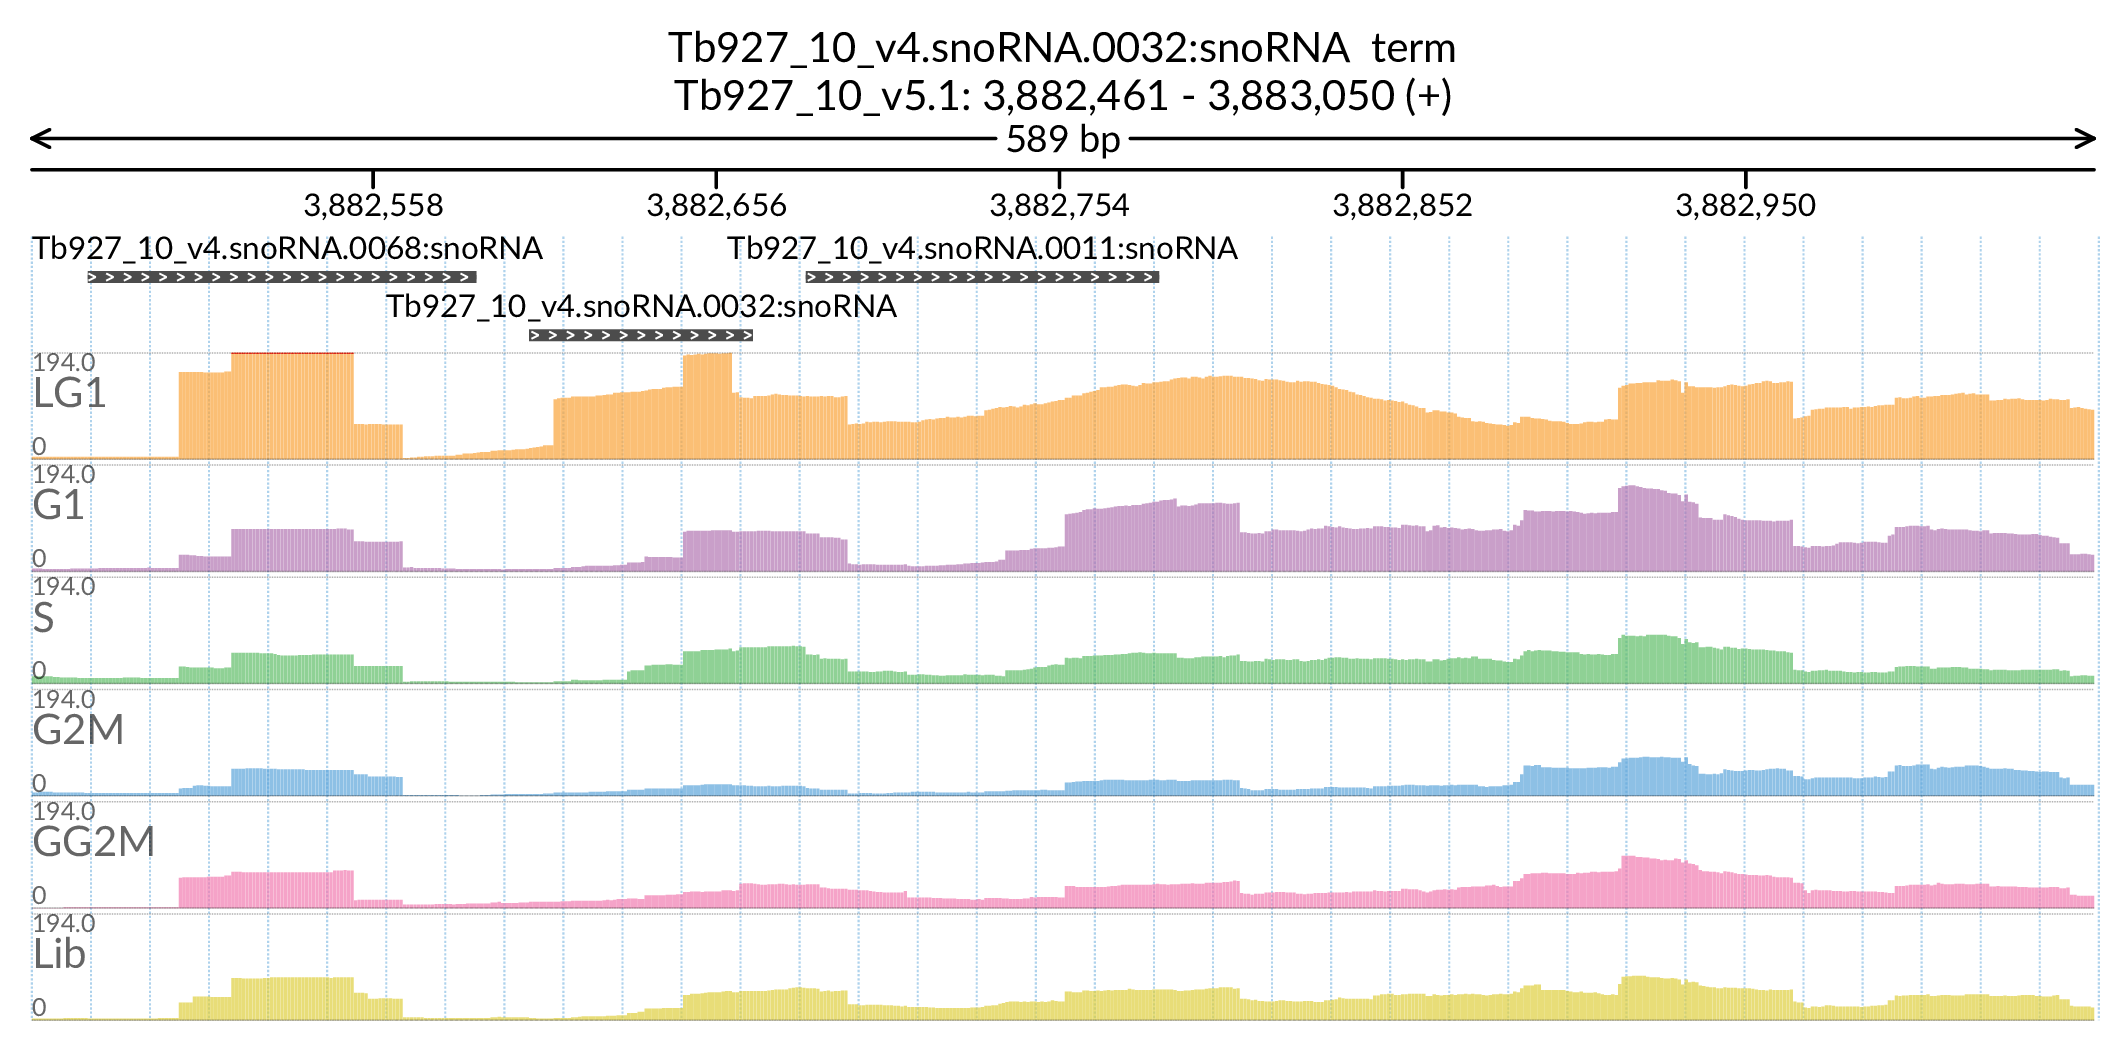 Tb927_10_v4.snoRNA.0032:snoRNA term
Tb927_10_v5.1: 3,882,461 - 3,883,050 (+)
589 bp
3,882,558 3,882,656 3,882,754 3,882,852 3,882,950
Tb927_10_v4.snoRNA.0068:snoRNA Tb927_10_v4.snoRNA.0011:snoRNA
Tb927_10_v4.snoRNA.0032:snoRNA
194.0
LG1
0
194.0
G1
0
194.0
S
0
194.0
G2M
0
194.0
GG2M
0
194.0
Lib
0